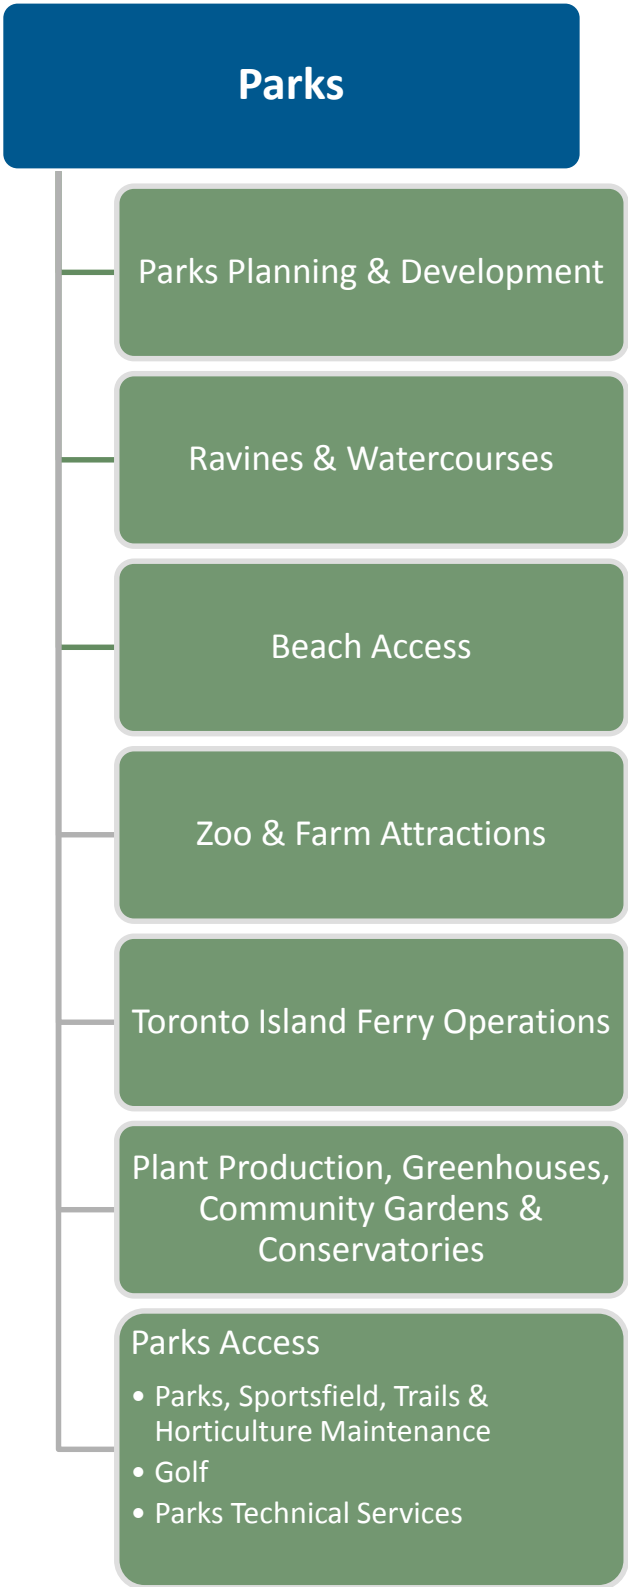 Parks
Parks Planning & Development
Ravines & Watercourses
Beach Access
Zoo & Farm Attractions
Toronto Island Ferry Operations
Plant Production, Greenhouses,
Community Gardens &
Conservatories
Parks Access
• Parks, Sportsfield, Trails &
Horticulture Maintenance
• Golf
• Parks Technical Services